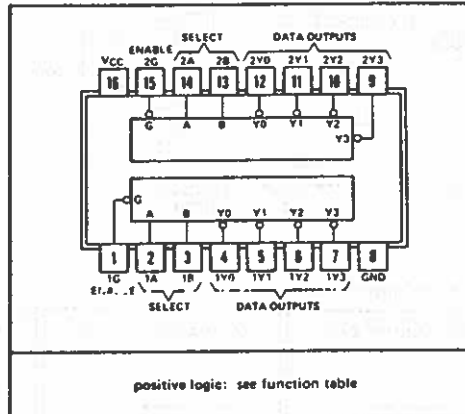 SELECT
ENABLE
DATA OUTPUTS
VCC 2G 2A 2B 2Y0 2Y1 2Y2 2Y3
16 15 14 13 12 11 10 9
G A B Y0 Y1 Y2
Y3
G
A B Y0 Y1 Y2 Y3
1 2 3 4 5 6 7 8
1G 1A 1B 1Y0 1Y1 1Y2 1Y3 GND
SELECT DATA OUTPUTS
positive logic: see function table